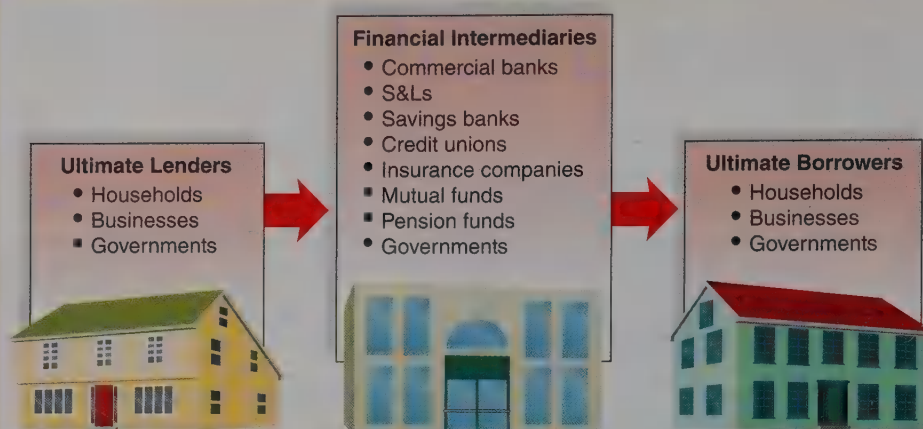 Ultimate Lenders
• Households
• Businesses
▪ Governments
Financial Intermediaries
• Commercial banks
• S&Ls
• Savings banks
• Credit unions
• Insurance companies
▪ Mutual funds
▪ Pension funds
• Governments
Ultimate Borrowers
• Households
• Businesses
• Governments